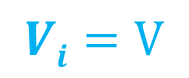 V_i = V